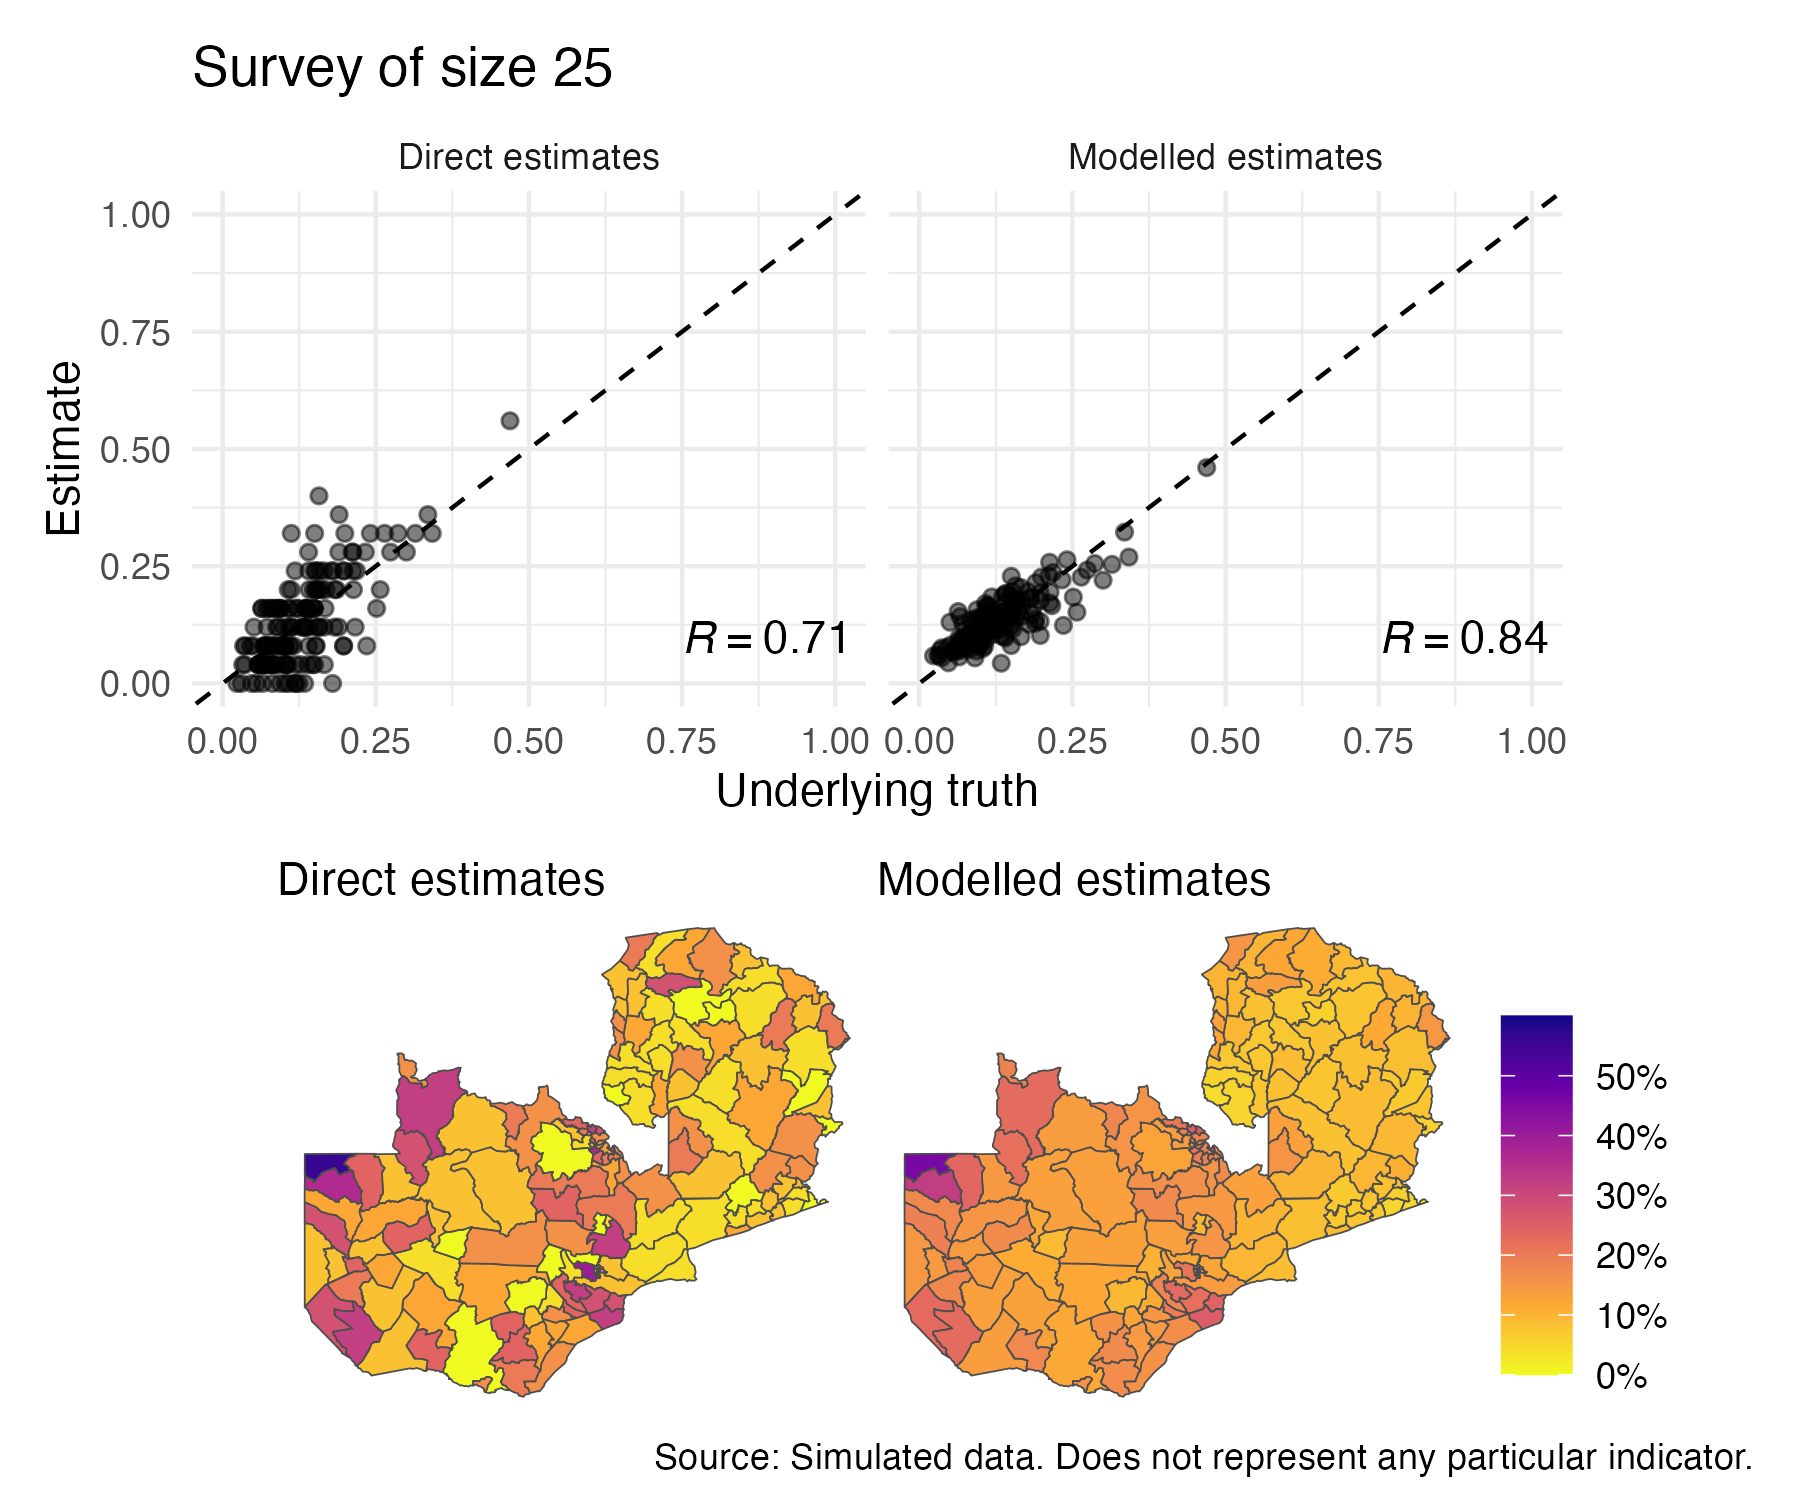 Survey of size 25
Direct estimates Modelled estimates
1.00
0.75
0.50
0.25
0.00
Estimate
R = 0.71 R = 0.84
0.00 0.25 0.50 0.75 1.00 0.00 0.25 0.50 0.75 1.00
Underlying truth
Direct estimates Modelled estimates
50%
40%
30%
20%
10%
0%
Source: Simulated data. Does not represent any particular indicator.